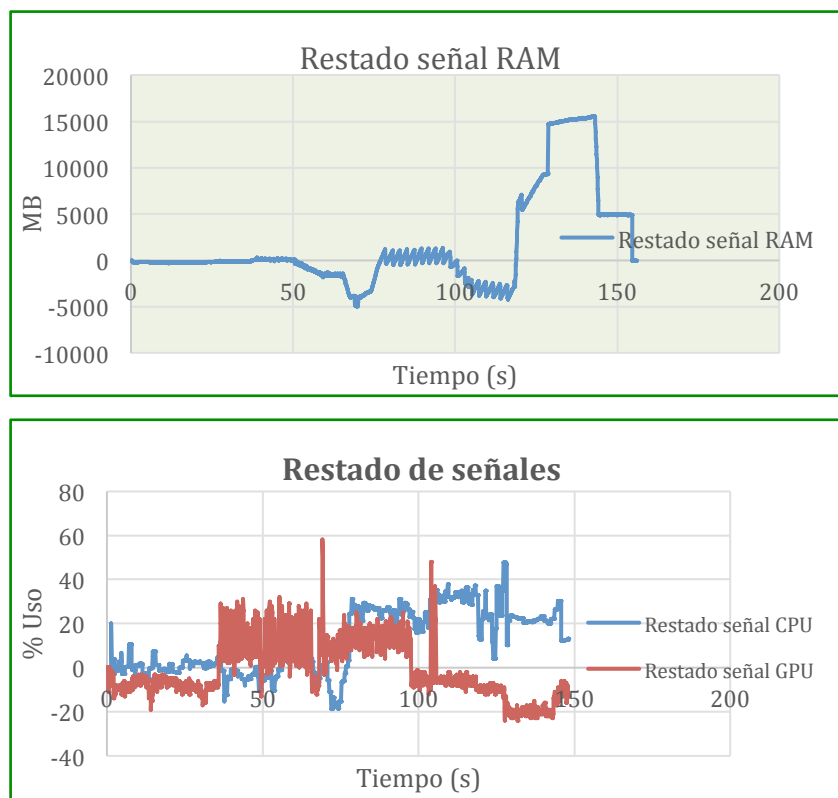 Restado señal RAM
20000
15000
10000
5000
0
-5000
-10000
MB
0 50 100 150 200
Tiempo (s)
Restado señal RAM
Restado de señales
80
60
40
20
0
-20
-40
% Uso
0 50 100 150 200
Tiempo (s)
Restado señal CPU
Restado señal GPU